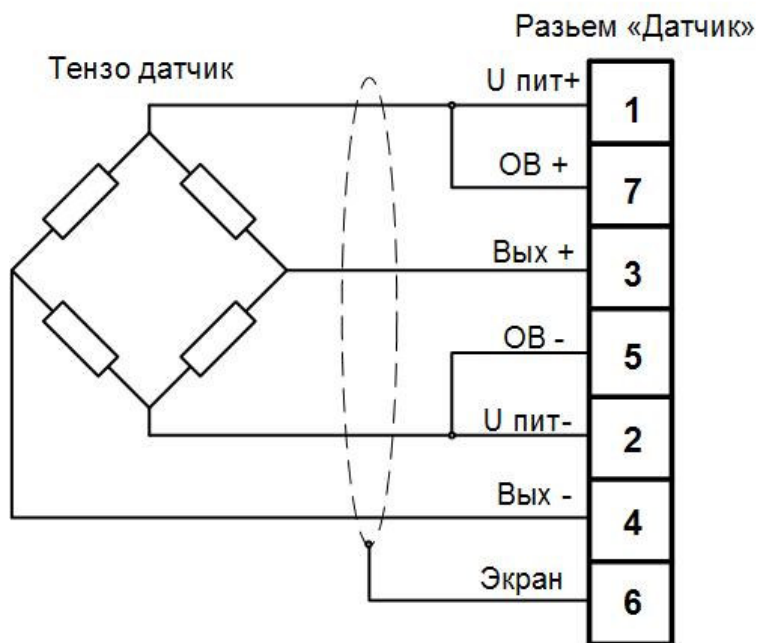 Разьем «Датчик»
Тензо датчик
U пит+
1
ОВ +
7
Вых +
3
ОВ -
5
U пит-
2
Вых -
4
Экран
6